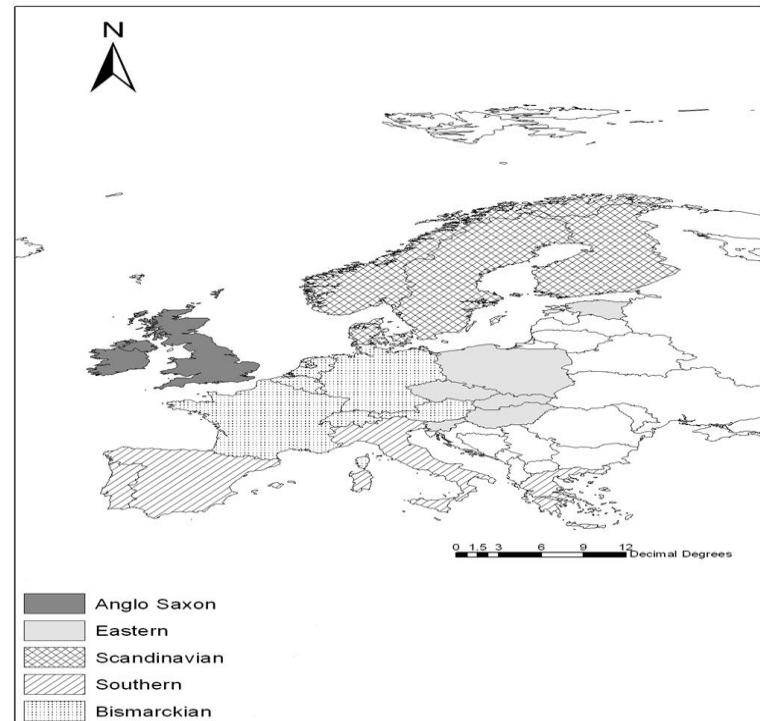 N
0 1.5 3 6 9 12
Decimal Degrees
Anglo Saxon
Eastern
Scandinavian
Southern
Bismarckian